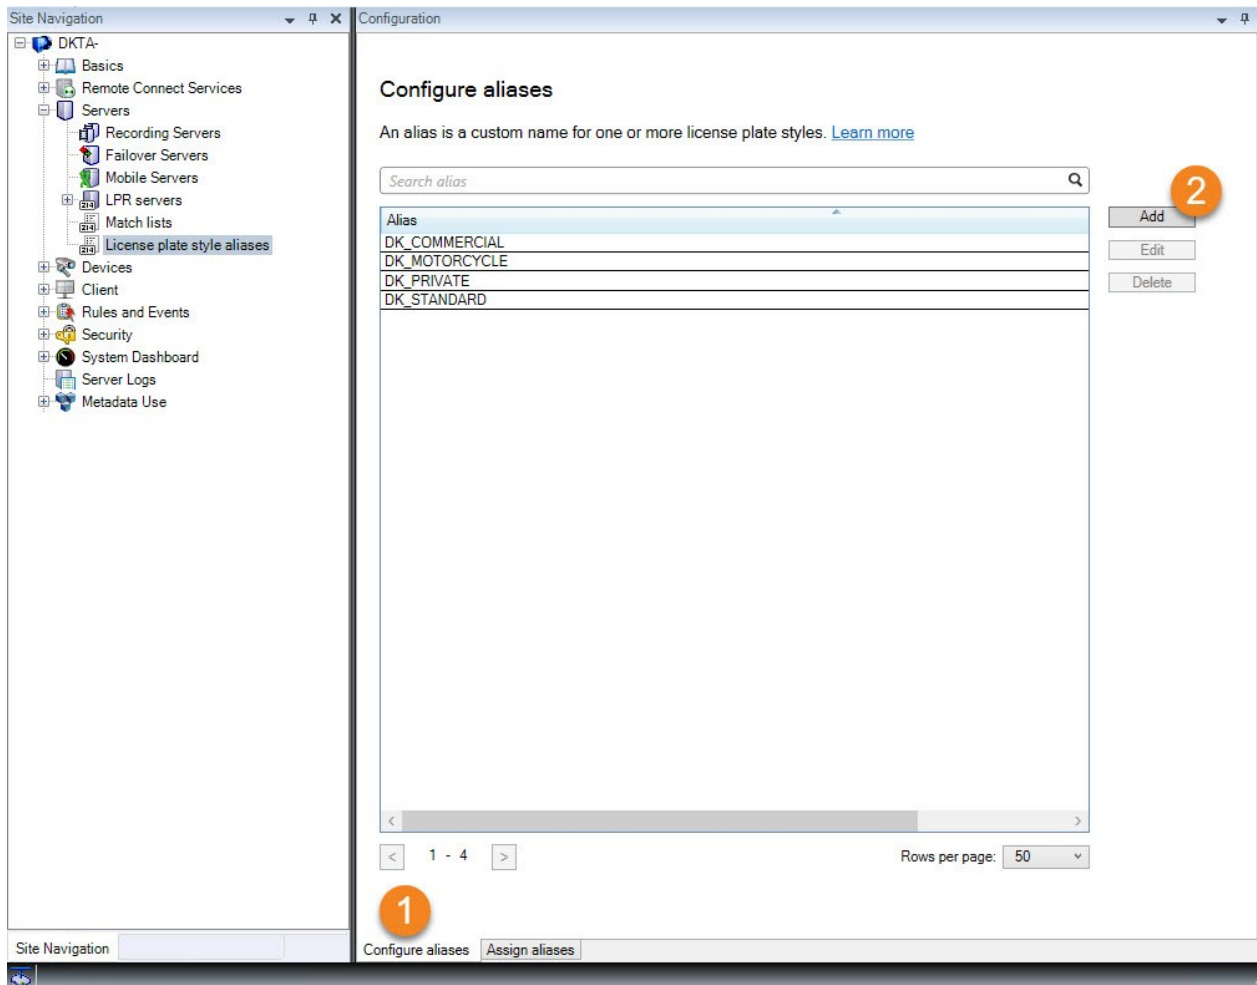 Site Navigation
DKTA-
Basics
Remote Connect Services
Servers
Recording Servers
Failover Servers
Mobile Servers
LPR servers
Match lists
License plate style aliases
Devices
Client
Rules and Events
Security
System Dashboard
Server Logs
Metadata Use
Site Navigation
Configuration
Configure aliases
An alias is a custom name for one or more license plate styles. Learn more
Search alias
2
Add
Edit
Delete
Alias
DK_COMMERCIAL
DK_MOTORCYCLE
DK_PRIVATE
DK_STANDARD
< 1 - 4 >
Rows per page: 50
1
Configure aliases Assign aliases